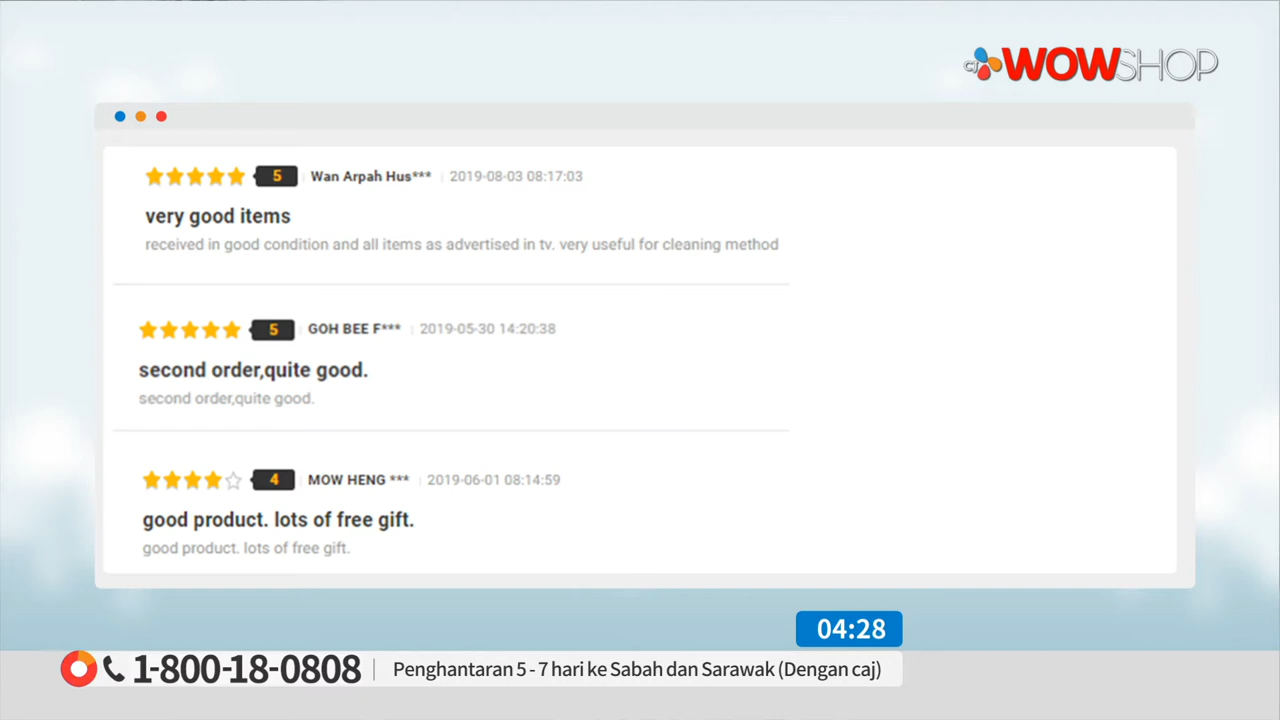 CJ WOWSHOP
5 Wan Arpah Hus*** 2019-08-03 08:17:03
very good items
received in good condition and all items as advertised in tv. very useful for cleaning method
5 GOH BEE F*** 2019-05-30 14:20:38
second order,quite good.
second order,quite good.
4 MOW HENG *** 2019-06-01 08:14:59
good product. lots of free gift.
good product. lots of free gift.
04:28
1-800-18-0808 Penghantaran 5 - 7 hari ke Sabah dan Sarawak (Dengan caj)